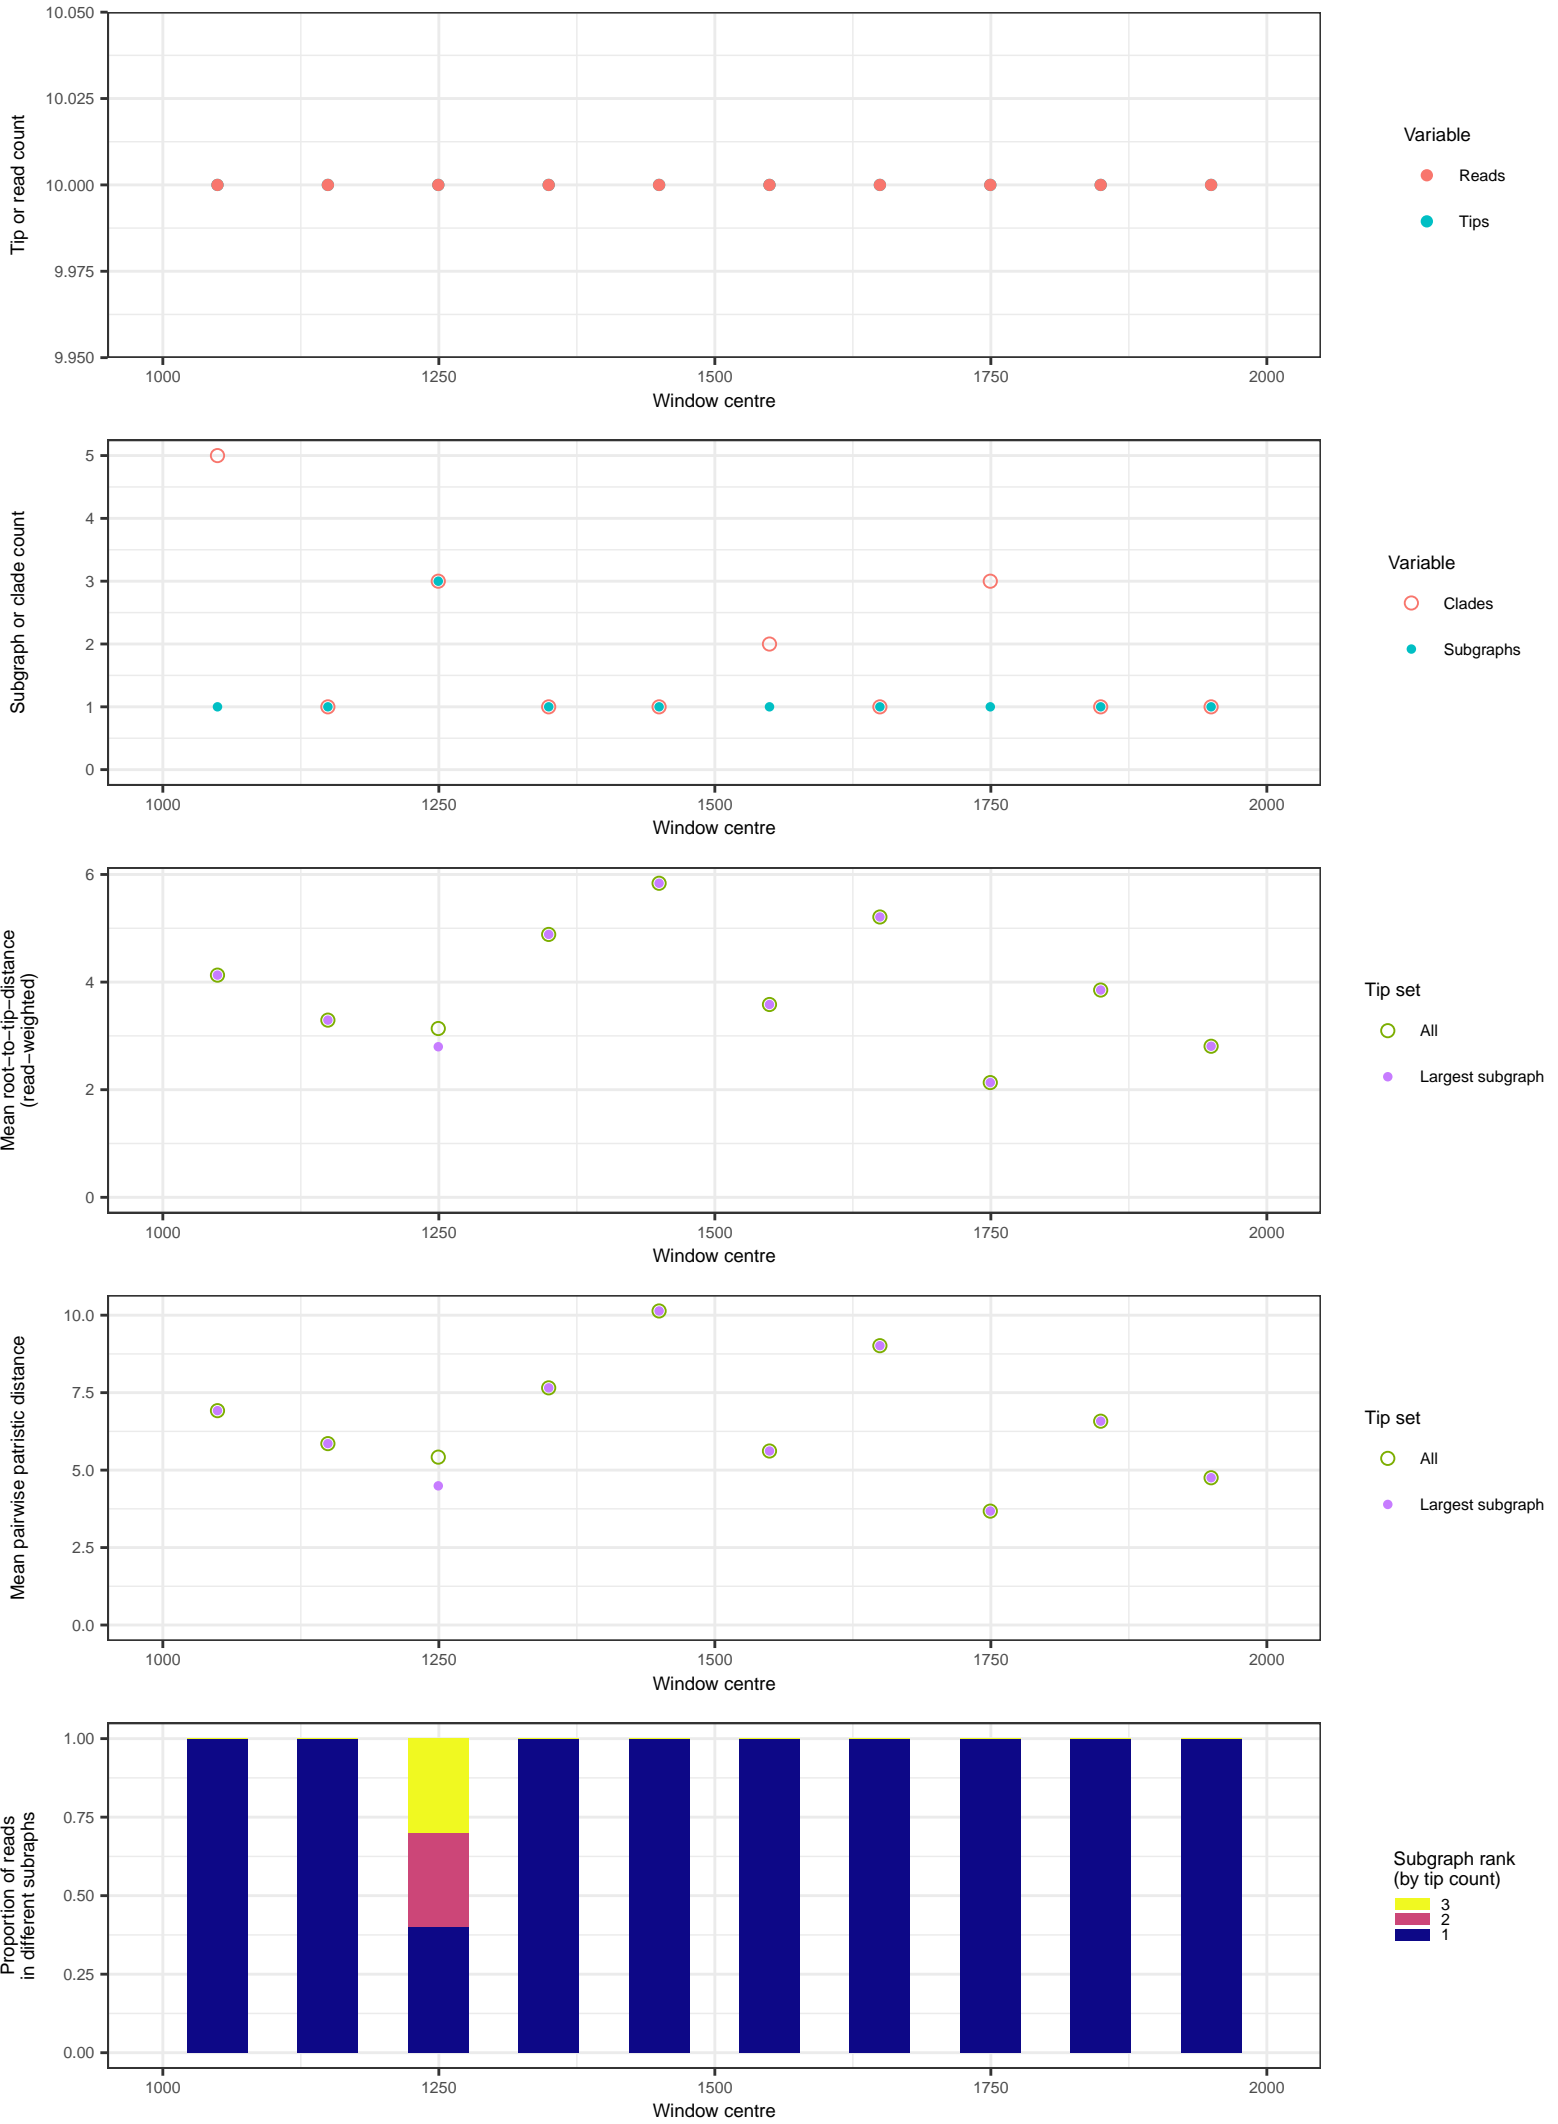 10.050
10.025
10.000
9.975
9.950
Tip or read count
1000 1250 1500 1750 2000
Window centre
Variable
Reads
Tips
5
4
3
2
1
0
Subgraph or clade count
1000 1250 1500 1750 2000
Window centre
Variable
Clades
Subgraphs
6
4
2
0
Mean root−to−tip−distance
(read−weighted)
1000 1250 1500 1750 2000
Window centre
Tip set
All
Largest subgraph
10.0
7.5
5.0
2.5
0.0
Mean pairwise patristic distance
1000 1250 1500 1750 2000
Window centre
Tip set
All
Largest subgraph
1.00
0.75
0.50
0.25
0.00
Proportion of reads
in different subraphs
1000 1250 1500 1750 2000
Window centre
Subgraph rank
(by tip count)
3
2
1